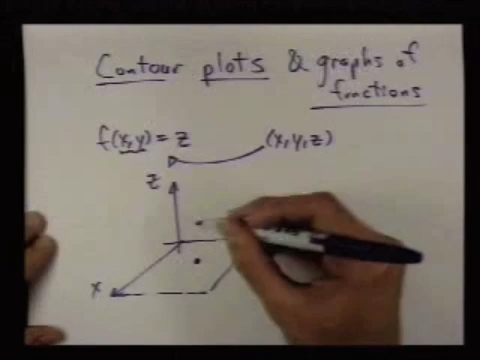 Contour plots & graphs of
functions
f(x,y) = z
(x,y,z)
z
x